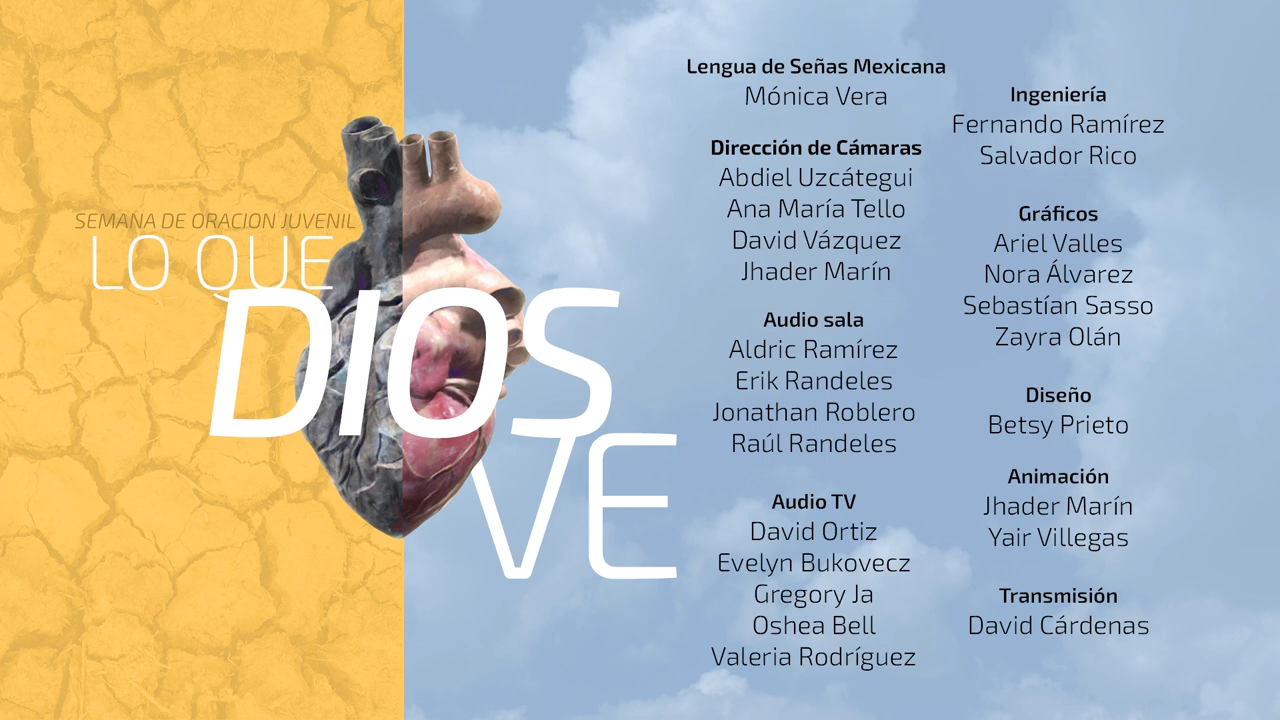 SEMANA DE ORACION JUVENIL
LO QUE
DIOS
VE
Lengua de Señas Mexicana
Mónica Vera
Dirección de Cámaras
Abdiel Uzcátegui
Ana María Tello
David Vázquez
Jhader Marín
Audio sala
Aldric Ramírez
Erik Randeles
Jonathan Roblero
Raúl Randeles
Audio TV
David Ortiz
Evelyn Bukovecz
Gregory Ja
Oshea Bell
Valeria Rodríguez
Ingeniería
Fernando Ramírez
Salvador Rico
Gráficos
Ariel Valles
Nora Álvarez
Sebastían Sasso
Zayra Olán
Diseño
Betsy Prieto
Animación
Jhader Marín
Yair Villegas
Transmisión
David Cárdenas